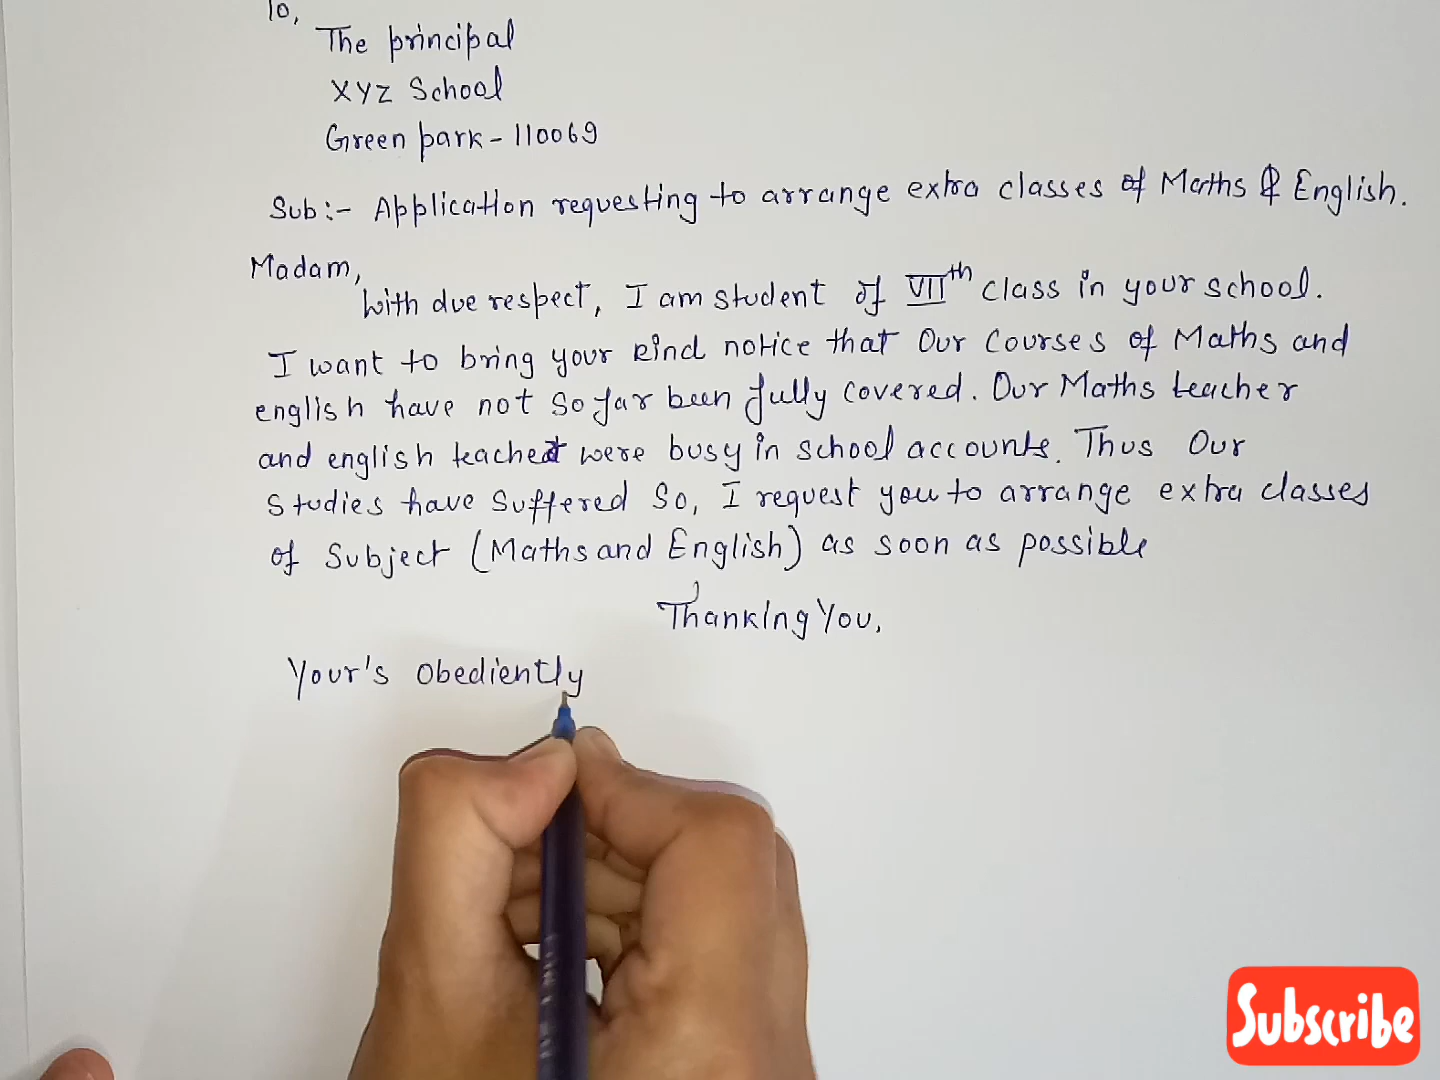 To,
The principal
XYZ School
Green park - 110069
Sub:- Application requesting to arrange extra classes of Maths & English.
Madam,
With due respect, I am student of VIIth class in your school.
I want to bring your kind notice that Our Courses of Maths and
english have not so far been fully covered. Our Maths teacher
and english teacher were busy in school accounts. Thus Our
Studies have Suffered So, I request you to arrange extra classes
of Subject (Maths and English) as soon as possible
Thanking You,
Your's Obediently
Subscribe